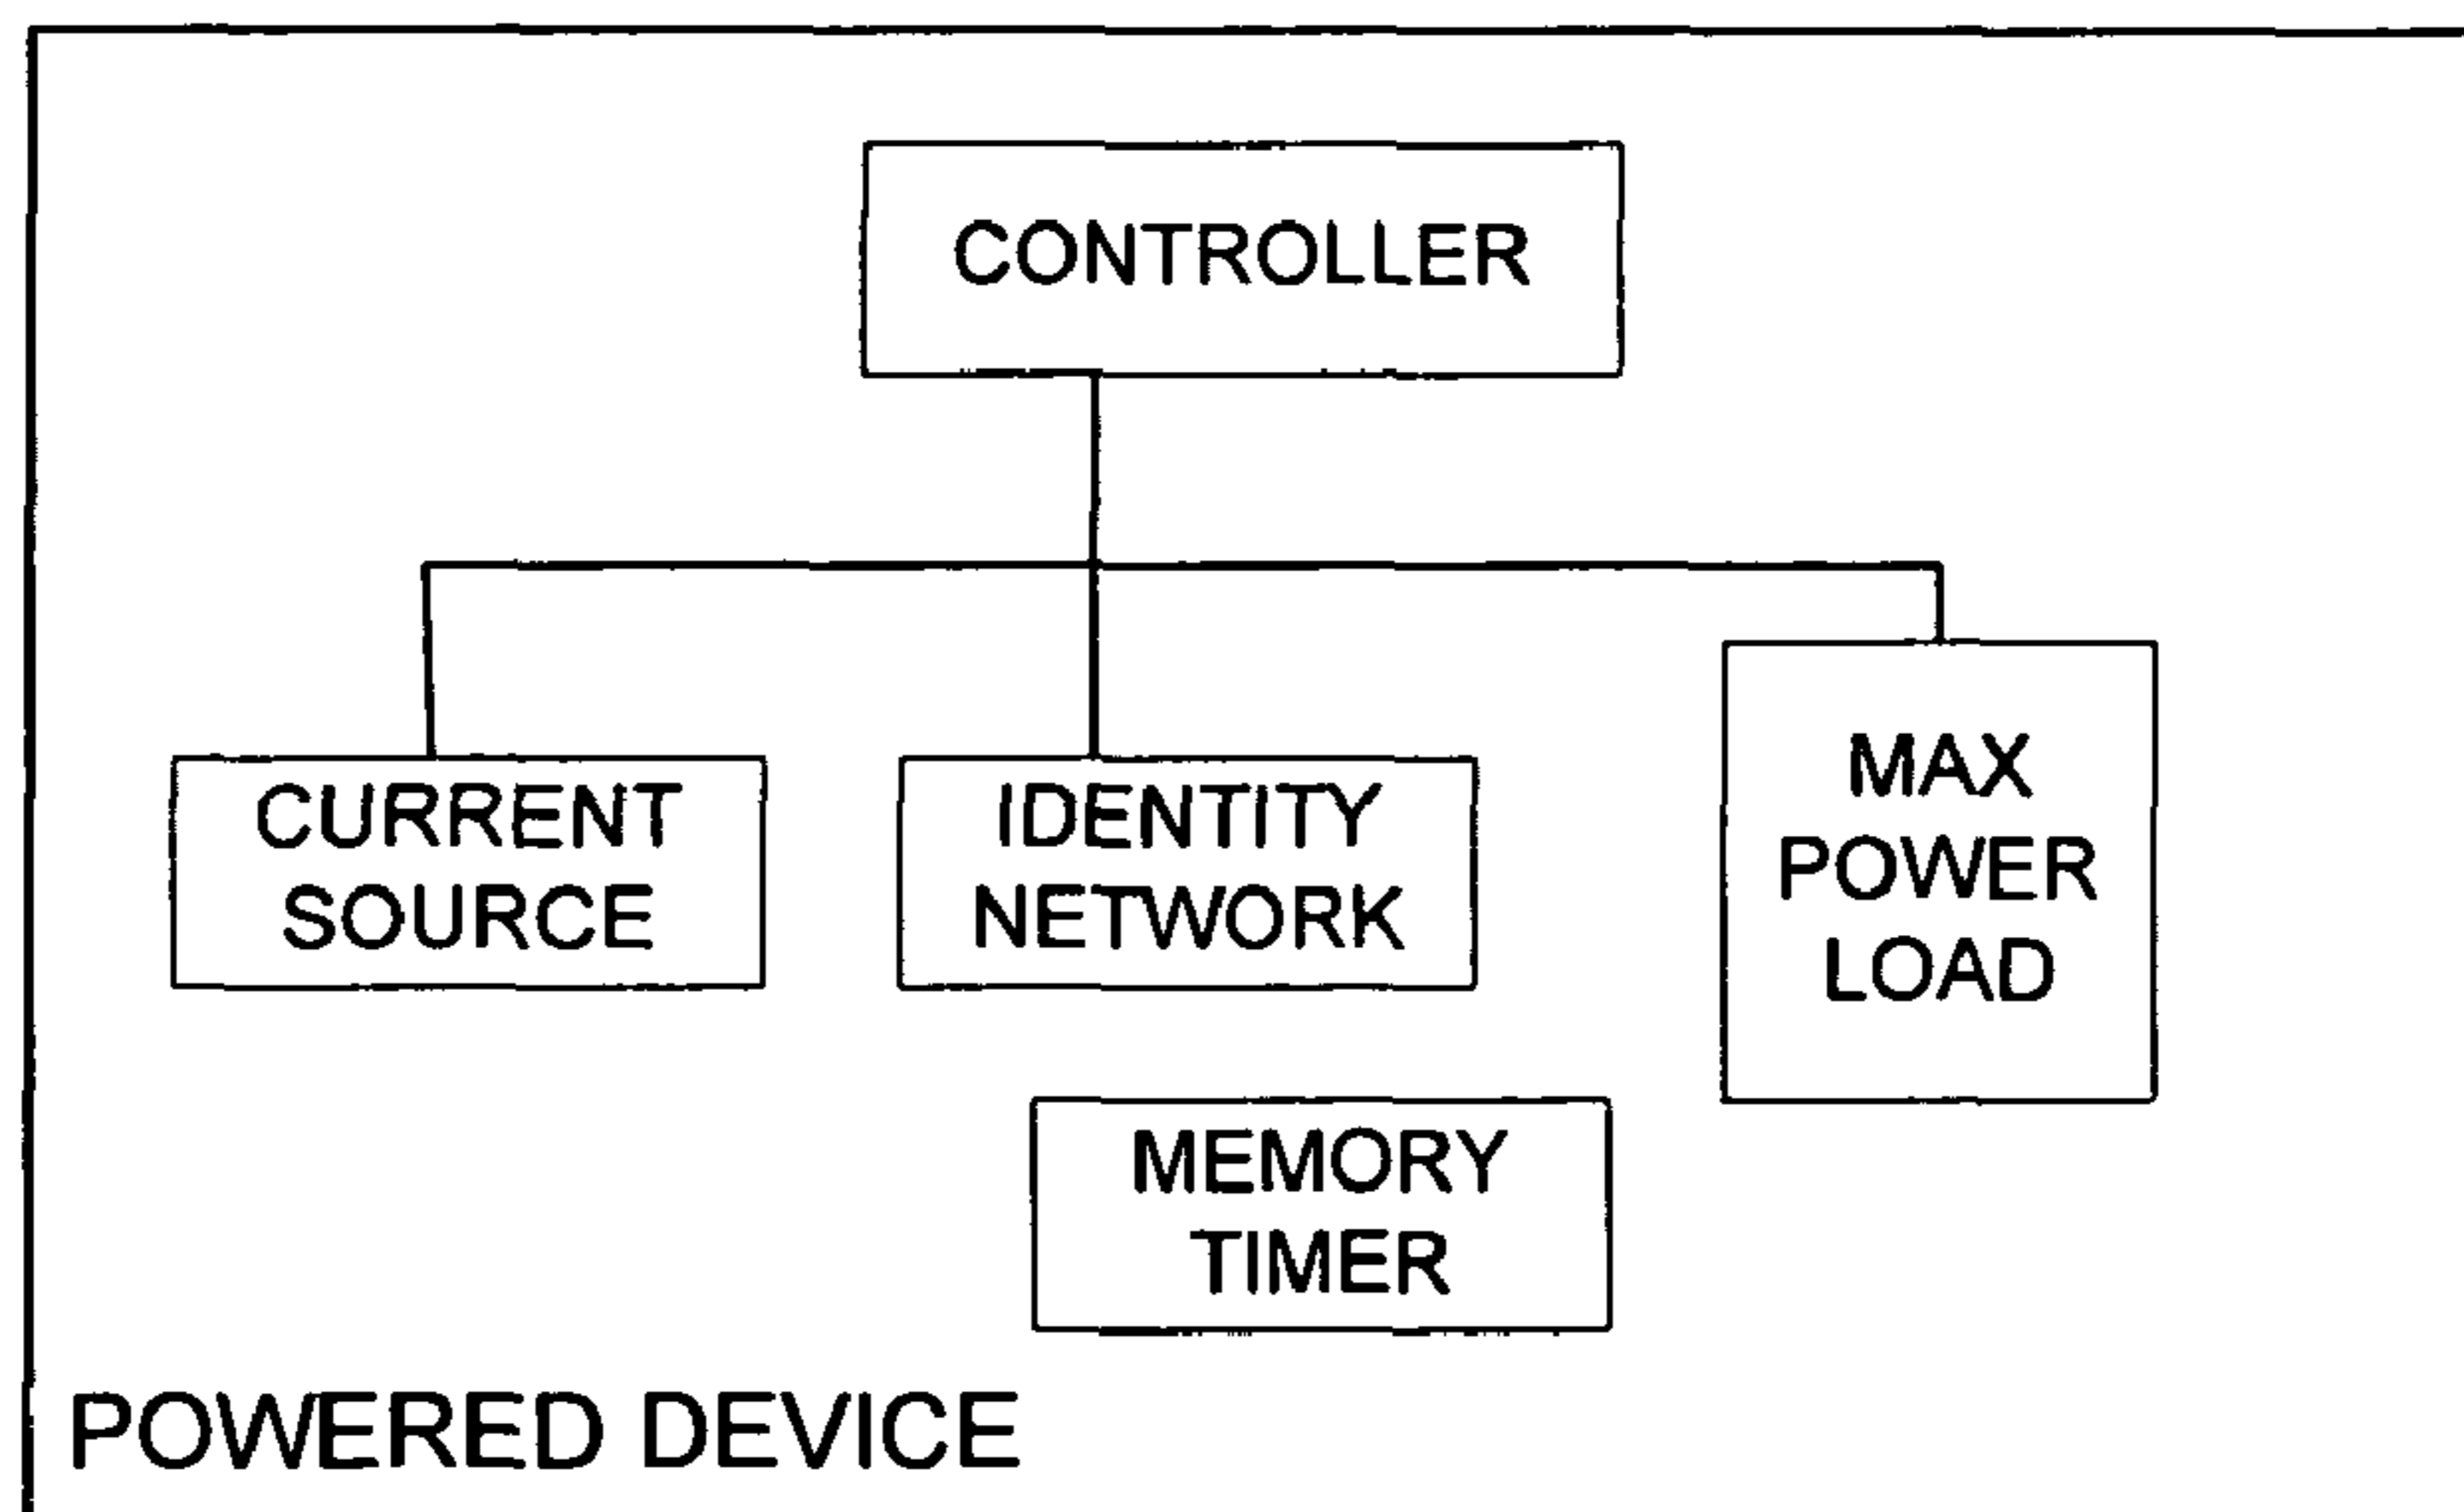 CONTROLLER
CURRENT
SOURCE
IDENTITY
NETWORK
MAX
POWER
LOAD
MEMORY
TIMER
POWERED DEVICE